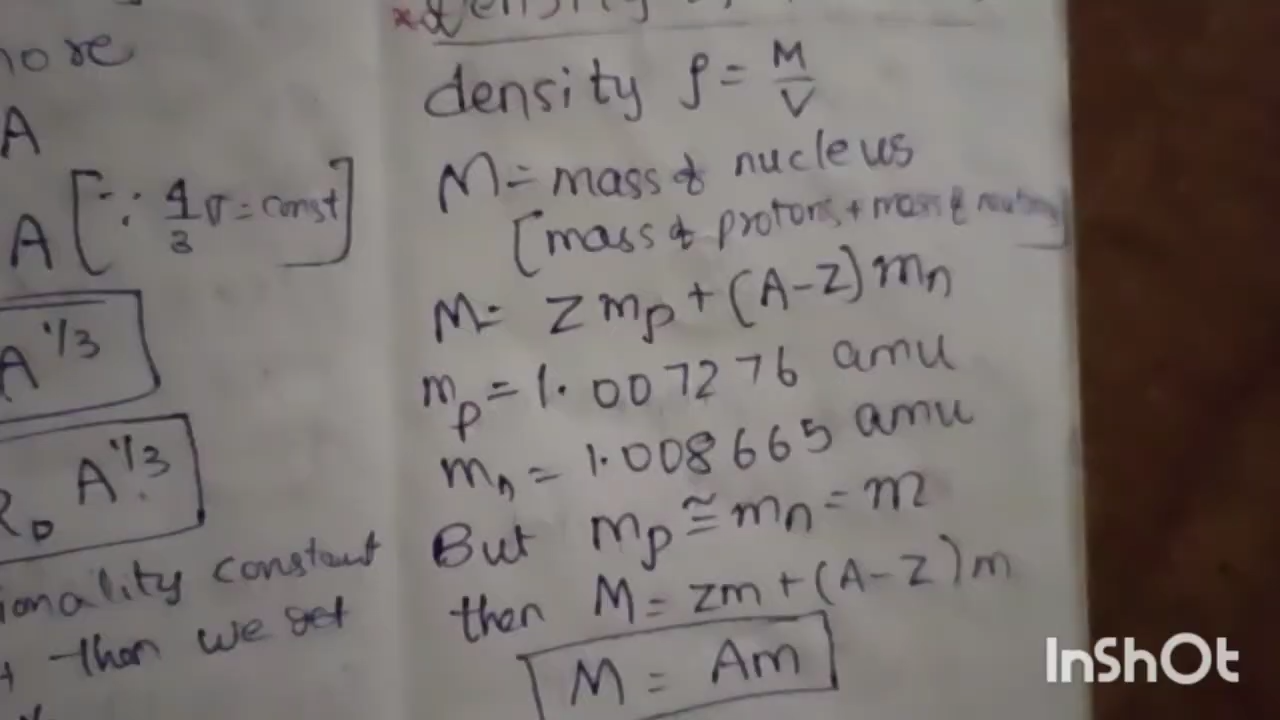 more
A
A [∵ 4/3 π = const]
A^1/3
R₀ A^1/3
constant
then we get
density
density ρ = M/V
M = mass of nucleus
[mass of protons + mass of neutrons]
M = Z mp + (A-Z) mn
mp = 1.007276 amu
mn = 1.008665 amu
But mp ≅ mn = m
then M = Zm + (A-Z)m
M = Am
InShOt